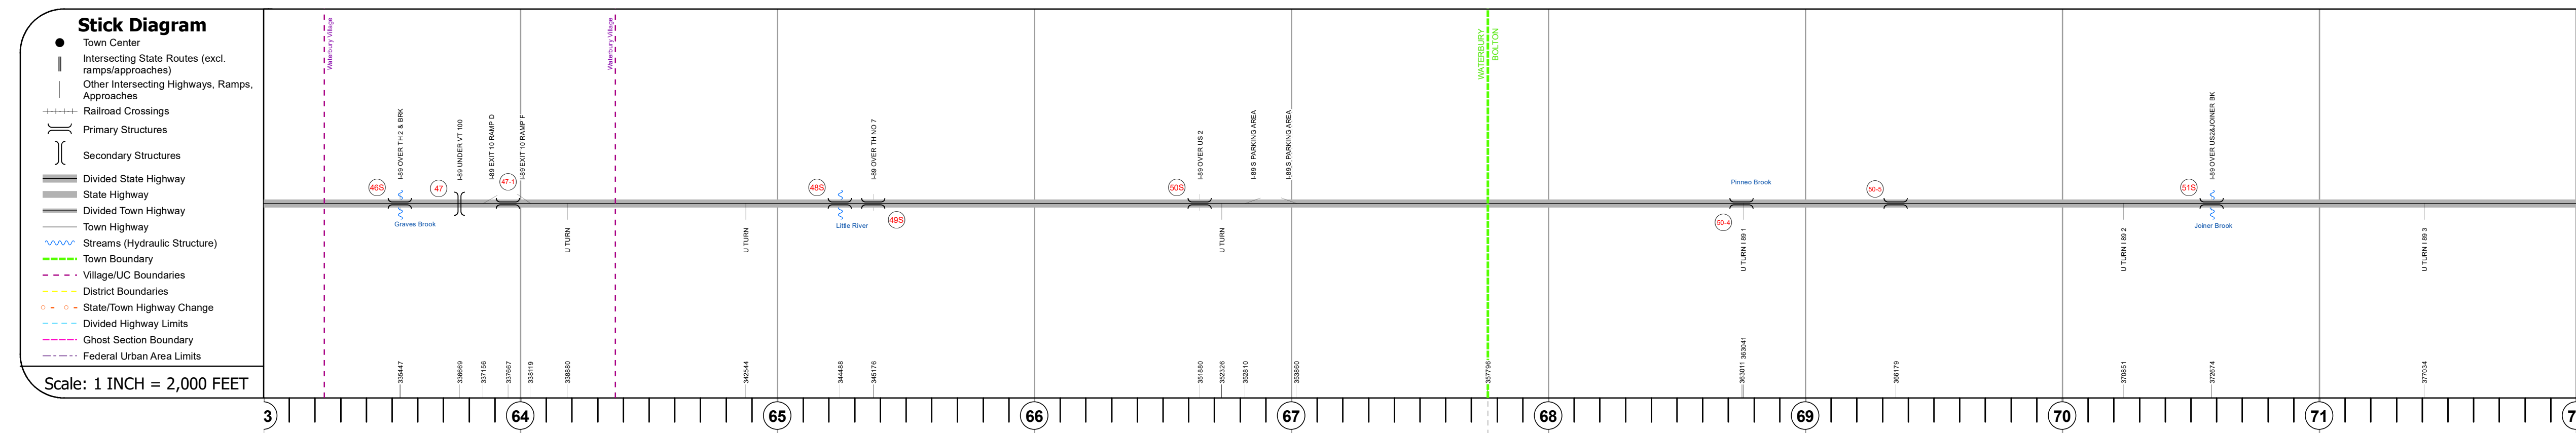 Stick Diagram
Town Center
Intersecting State Routes (excl.
ramps/approaches)
Other Intersecting Highways, Ramps,
Approaches
Railroad Crossings
Primary Structures
Secondary Structures
Divided State Highway
State Highway
Divided Town Highway
Town Highway
Streams (Hydraulic Structure)
Town Boundary
Village/UC Boundaries
District Boundaries
State/Town Highway Change
Divided Highway Limits
Ghost Section Boundary
Federal Urban Area Limits
Scale: 1 INCH = 2,000 FEET
Waterbury Village
Waterbury Village
WATERBURY
BOLTON
I-89 OVER TH 2 & BRK
I-89 UNDER VT 100
I-89 EXIT 10 RAMP D
I-89 EXIT 10 RAMP F
I-89 OVER TH NO 7
I-89 OVER US 2
I-89 S PARKING AREA
I-89 S PARKING AREA
I-89 OVER US2&JOINER BK
46S
47
47-1
48S
49S
50S
50-4
50-5
51S
Graves Brook
Little River
Pinneo Brook
Joiner Brook
U TURN
U TURN
U TURN
U TURN I 89 1
U TURN I 89 2
U TURN I 89 3
335447
336669
337156
337667
338119
338880
342544
344488
345176
351880
352326
352810
353860
357796
363011
363041
366179
370851
372674
377034
3
64
65
66
67
68
69
70
71
7